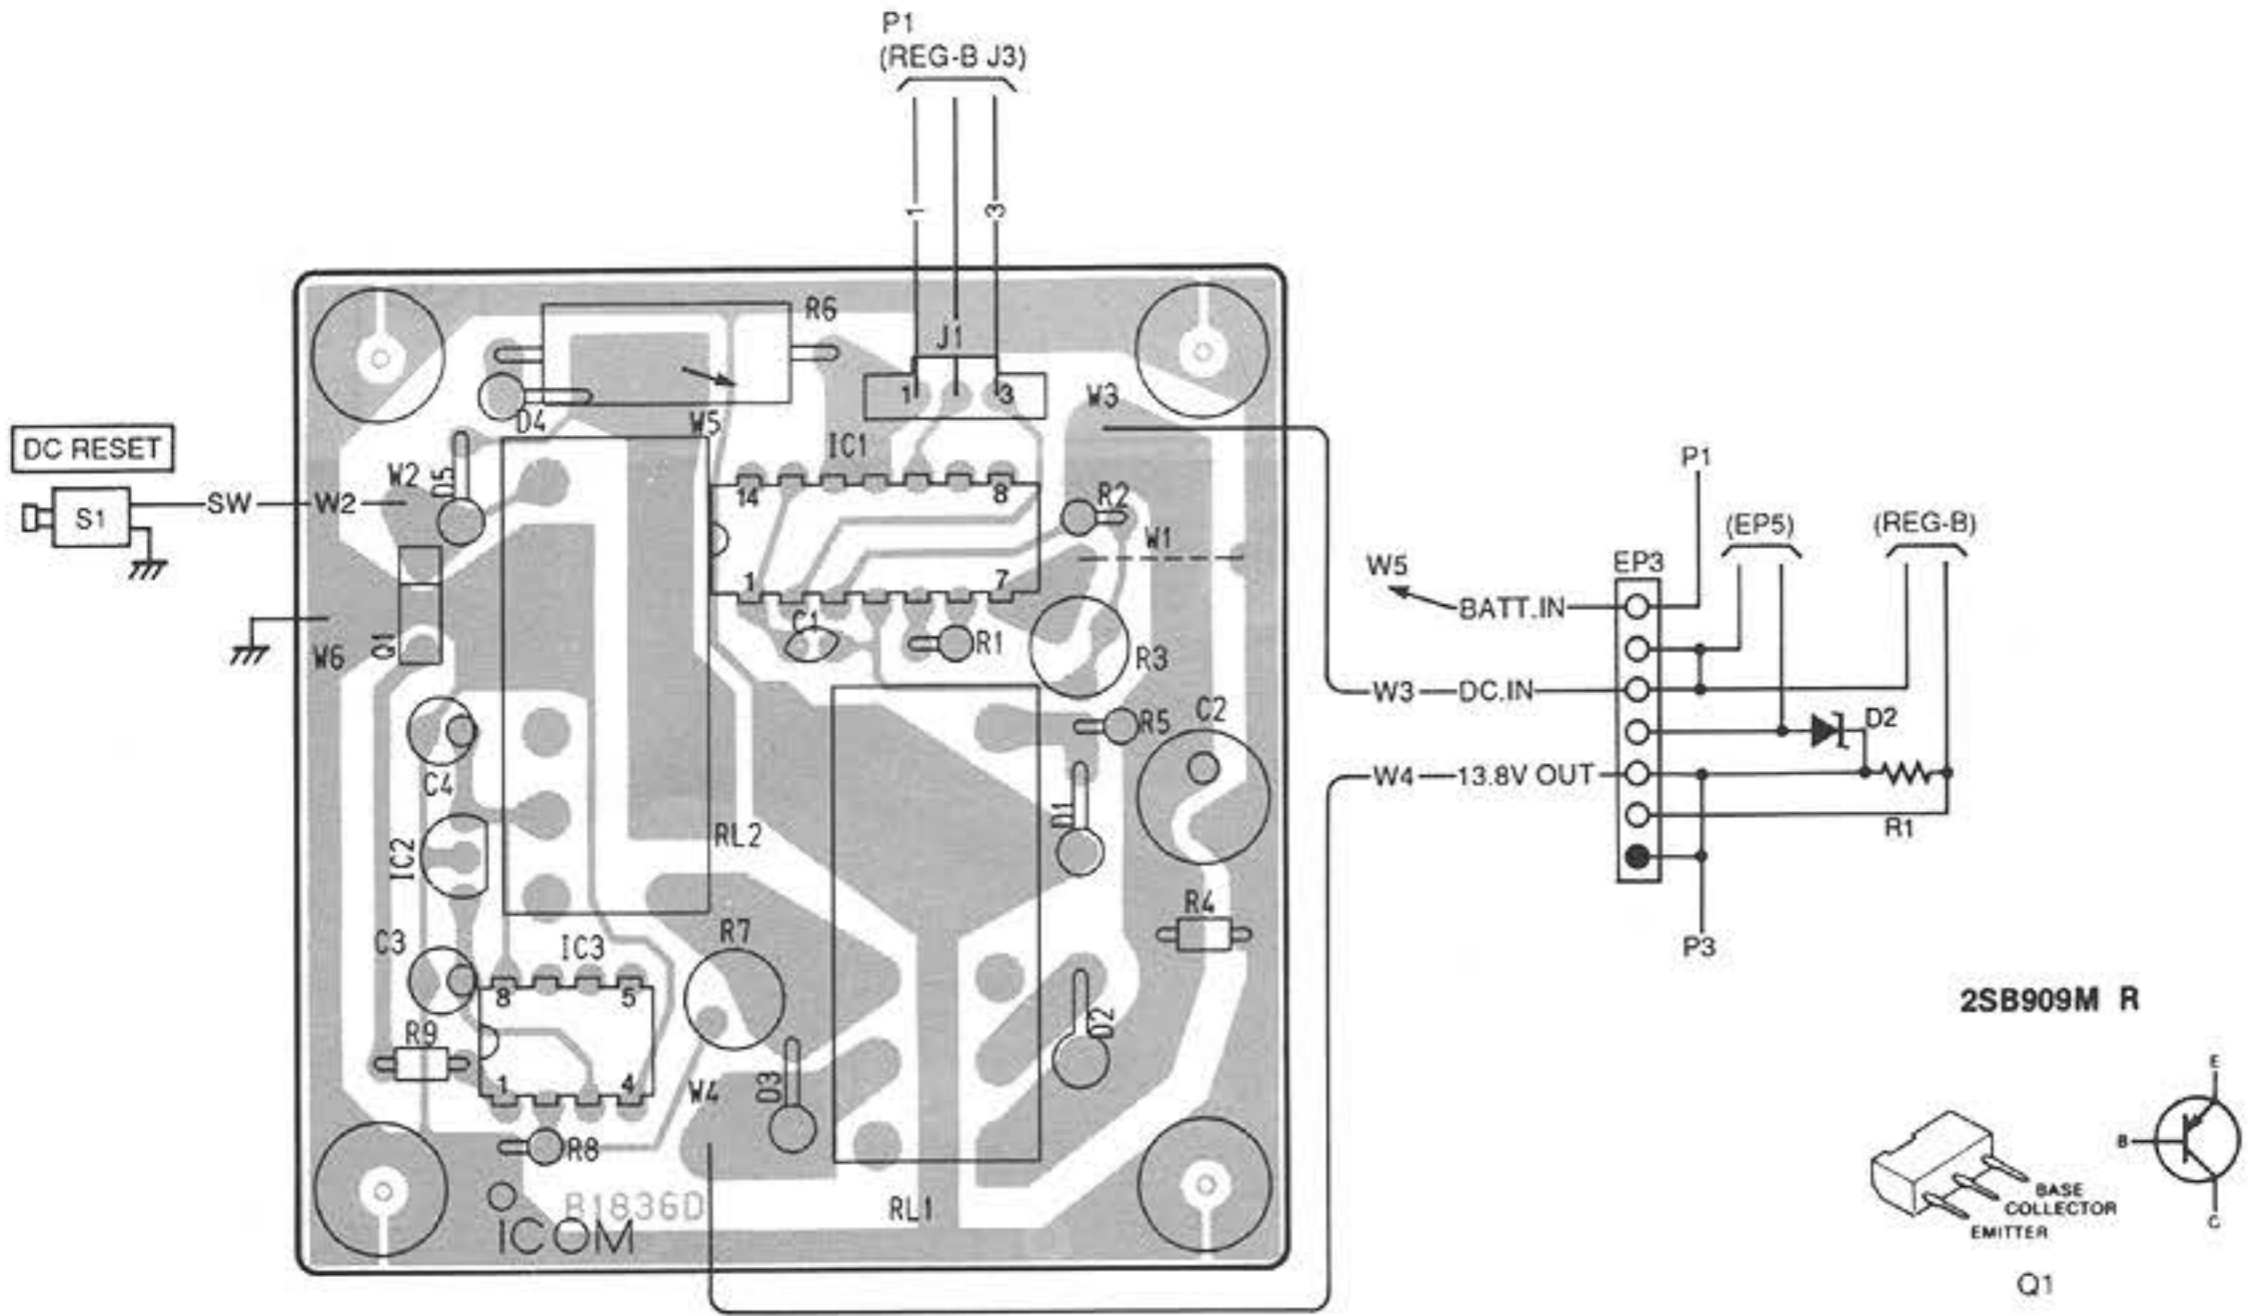 P1
(REG-B J3)
1
3
R6
J1
1
3
W3
D4
W5
IC1
DC RESET
S1
SW
W2
W2
D5
14
8
R2
W1
1
7
C1
R1
R3
Q1
W6
C4
R5
C2
D1
RL2
IC2
R4
C3
IC3
R7
8
5
R9
1
4
D2
D3
W4
R8
B1836D
ICOM
RL1
P1
(EP5)
(REG-B)
EP3
W5
BATT.IN
W3
DC.IN
D2
W4
13.8V OUT
R1
P3
2SB909M R
E
B
C
BASE
COLLECTOR
EMITTER
Q1